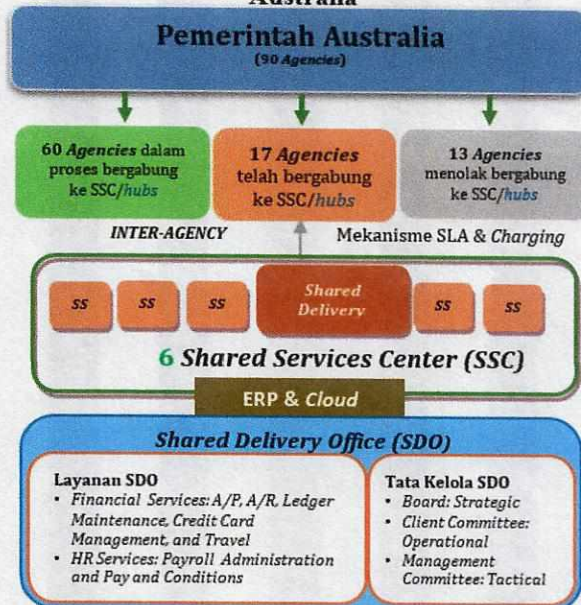 Australia
Pemerintah Australia
(90 Agencies)
60 Agencies dalam
proses bergabung
ke SSC/hubs
17 Agencies
telah bergabung
ke SSC/hubs
13 Agencies
menolak bergabung
ke SSC/hubs
INTER-AGENCY
Mekanisme SLA & Charging
SS
SS
SS
Shared
Delivery
SS
SS
6 Shared Services Center (SSC)
ERP & Cloud
Shared Delivery Office (SDO)
Layanan SDO
• Financial Services: A/P, A/R, Ledger
Maintenance, Credit Card
Management, and Travel
• HR Services: Payroll Administration
and Pay and Conditions
Tata Kelola SDO
• Board: Strategic
• Client Committee:
Operational
• Management
Committee: Tactical